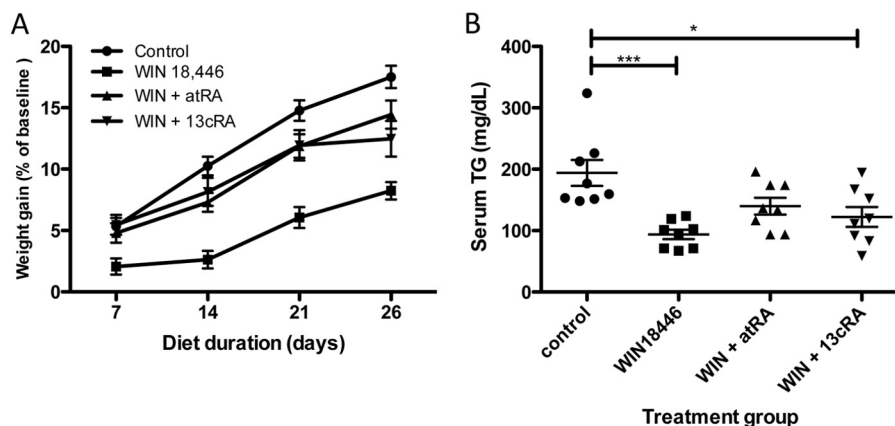 A
Control
WIN 18,446
WIN + atRA
WIN + 13cRA
Weight gain (% of baseline )
20
15
10
5
0
7 14 21 26
Diet duration (days)
B
*
***
Serum TG (mg/dL)
400
300
200
100
0
control
WIN18446
WIN + atRA
WIN + 13cRA
Treatment group